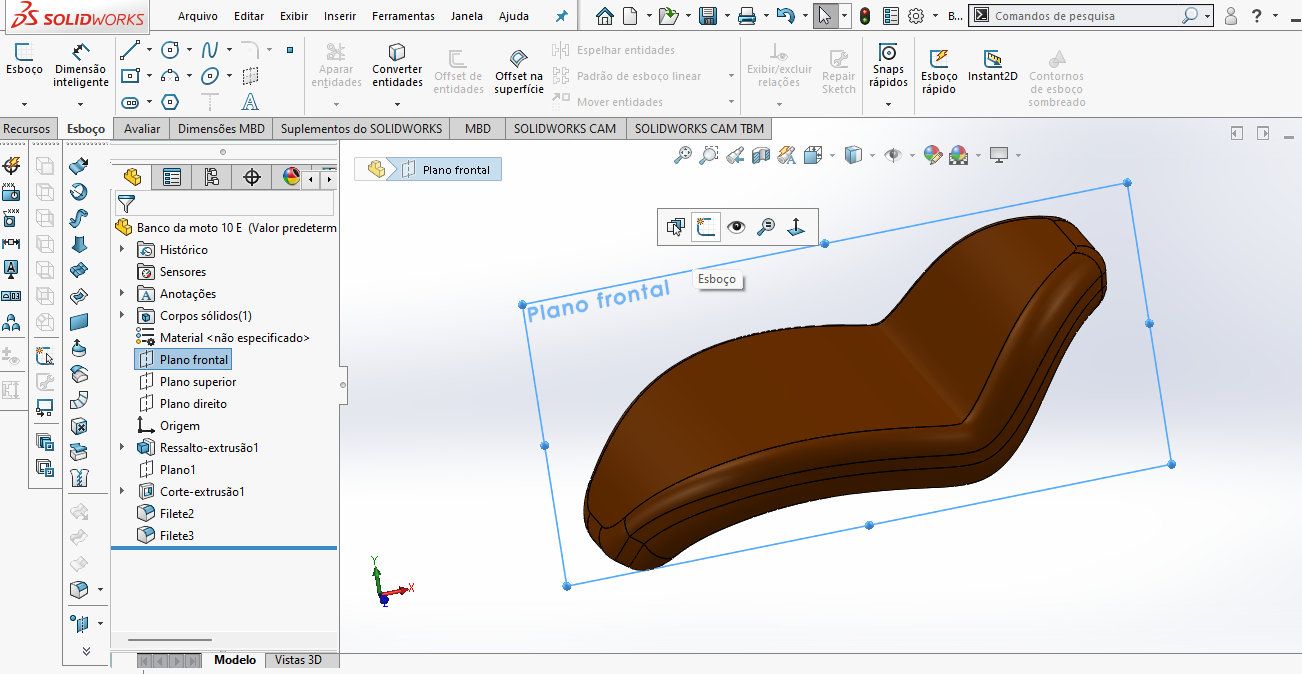 SOLIDWORKS
Arquivo Editar Exibir Inserir Ferramentas Janela Ajuda
B...
Comandos de pesquisa
?
Esboço
Dimensão
inteligente
Aparar
entidades
Converter
entidades
Offset de
entidades
Offset na
superfície
Espelhar entidades
Padrão de esboço linear
Mover entidades
Exibir/excluir
relações
Repair
Sketch
Snaps
rápidos
Esboço
rápido
Instant2D
Contornos
de esboço
sombreado
Recursos Esboço Avaliar Dimensões MBD Suplementos do SOLIDWORKS MBD SOLIDWORKS CAM SOLIDWORKS CAM TBM
Plano frontal
Banco da moto 10 E (Valor predeterm
Histórico
Sensores
Anotações
Corpos sólidos(1)
Material <não especificado>
Plano frontal
Plano superior
Plano direito
Origem
Ressalto-extrusão1
Plano1
Corte-extrusão1
Filete2
Filete3
Esboço
Plano frontal
Y
X
Z
Modelo Vistas 3D